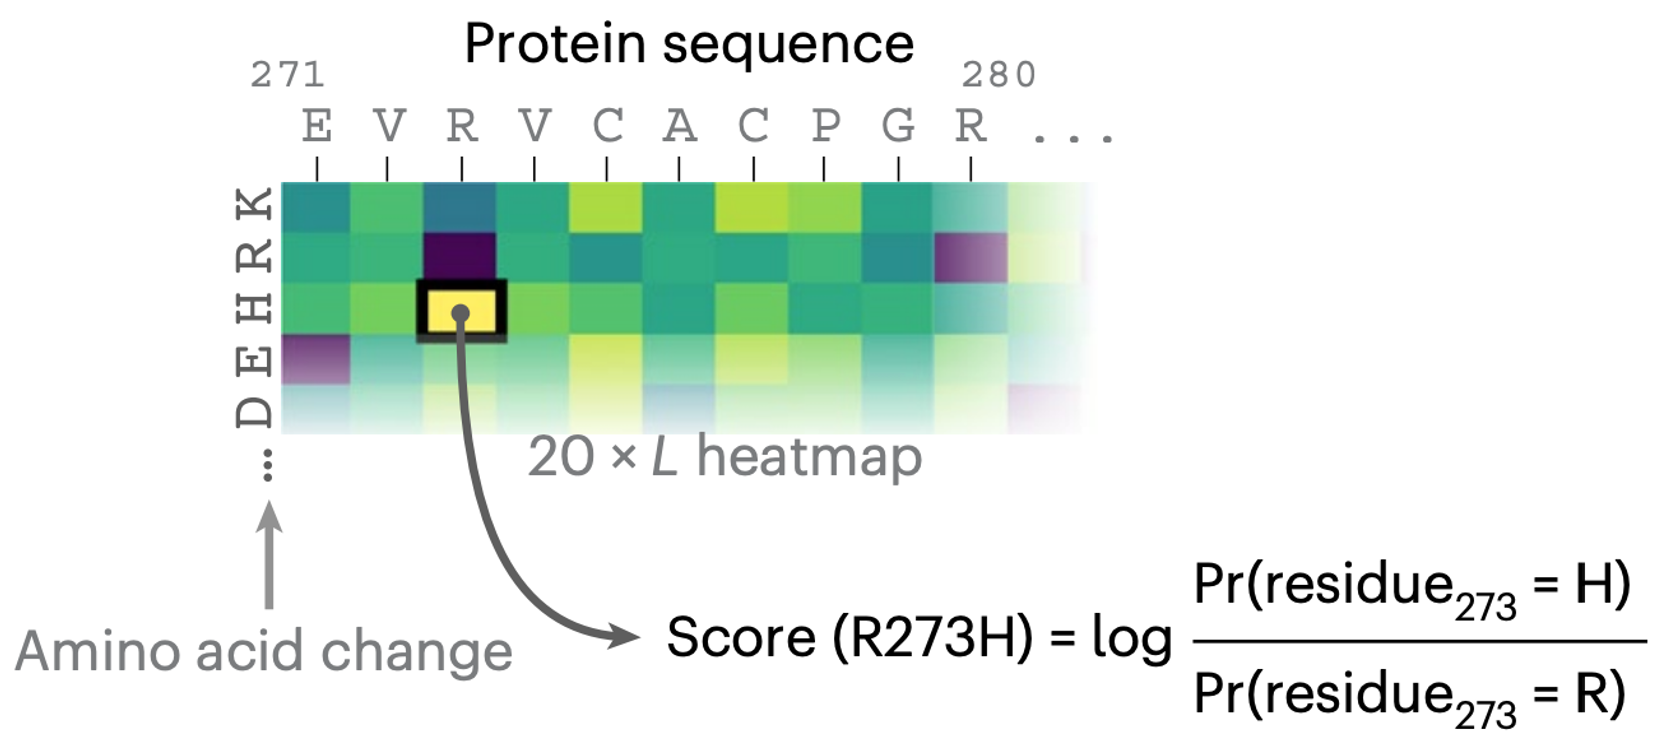 Protein sequence
271 280
E V R V C A C P G R ...
K
R
H
E
D
⋮
20 × L heatmap
Amino acid change
Score (R273H) = log Pr(residue273 = H)
Pr(residue273 = R)